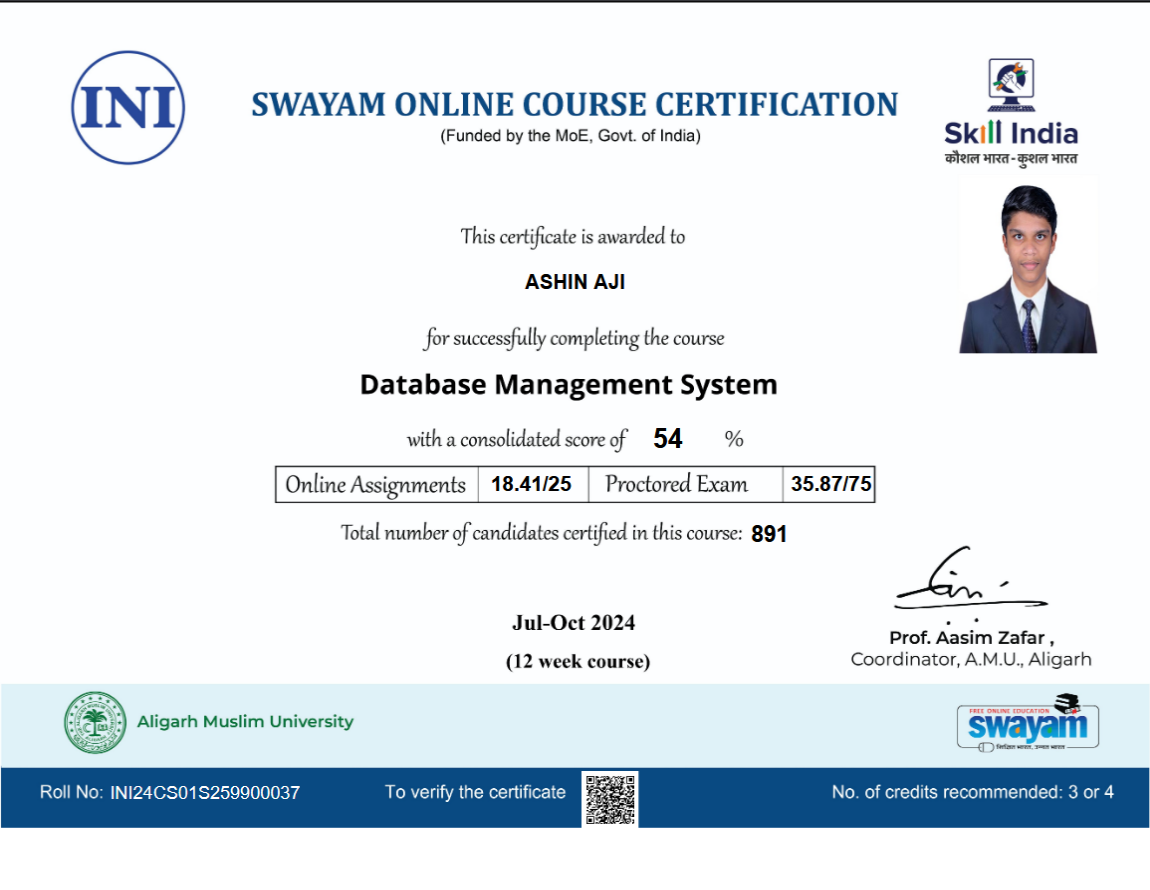 INI
SWAYAM ONLINE COURSE CERTIFICATION
(Funded by the MoE, Govt. of India)
Skill India
कौशल भारत-कुशल भारत
This certificate is awarded to
ASHIN AJI
for successfully completing the course
Database Management System
with a consolidated score of 54 %
Online Assignments 18.41/25 Proctored Exam 35.87/75
Total number of candidates certified in this course: 891
Jul-Oct 2024
(12 week course)
Prof. Aasim Zafar ,
Coordinator, A.M.U., Aligarh
Aligarh Muslim University
FREE ONLINE EDUCATION
swayam
शिक्षित भारत, उन्नत भारत
Roll No: INI24CS01S259900037
To verify the certificate
No. of credits recommended: 3 or 4